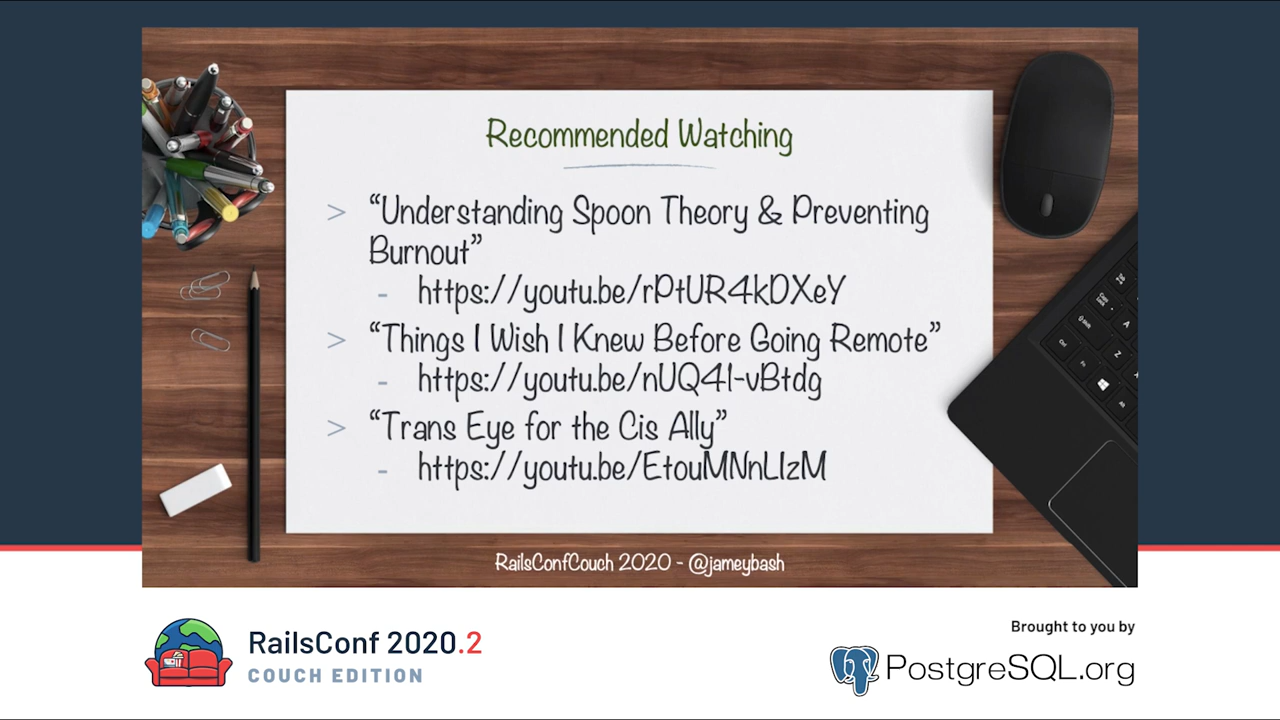 Recommended Watching
> “Understanding Spoon Theory & Preventing
Burnout”
- https://youtu.be/rPtUR4kDXeY
> “Things I Wish I Knew Before Going Remote”
- https://youtu.be/nUQ4I-vBtdg
> “Trans Eye for the Cis Ally”
- https://youtu.be/EtouMNnLIzM
RailsConfCouch 2020 - @jameybash
RailsConf 2020.2
COUCH EDITION
Brought to you by
PostgreSQL.org